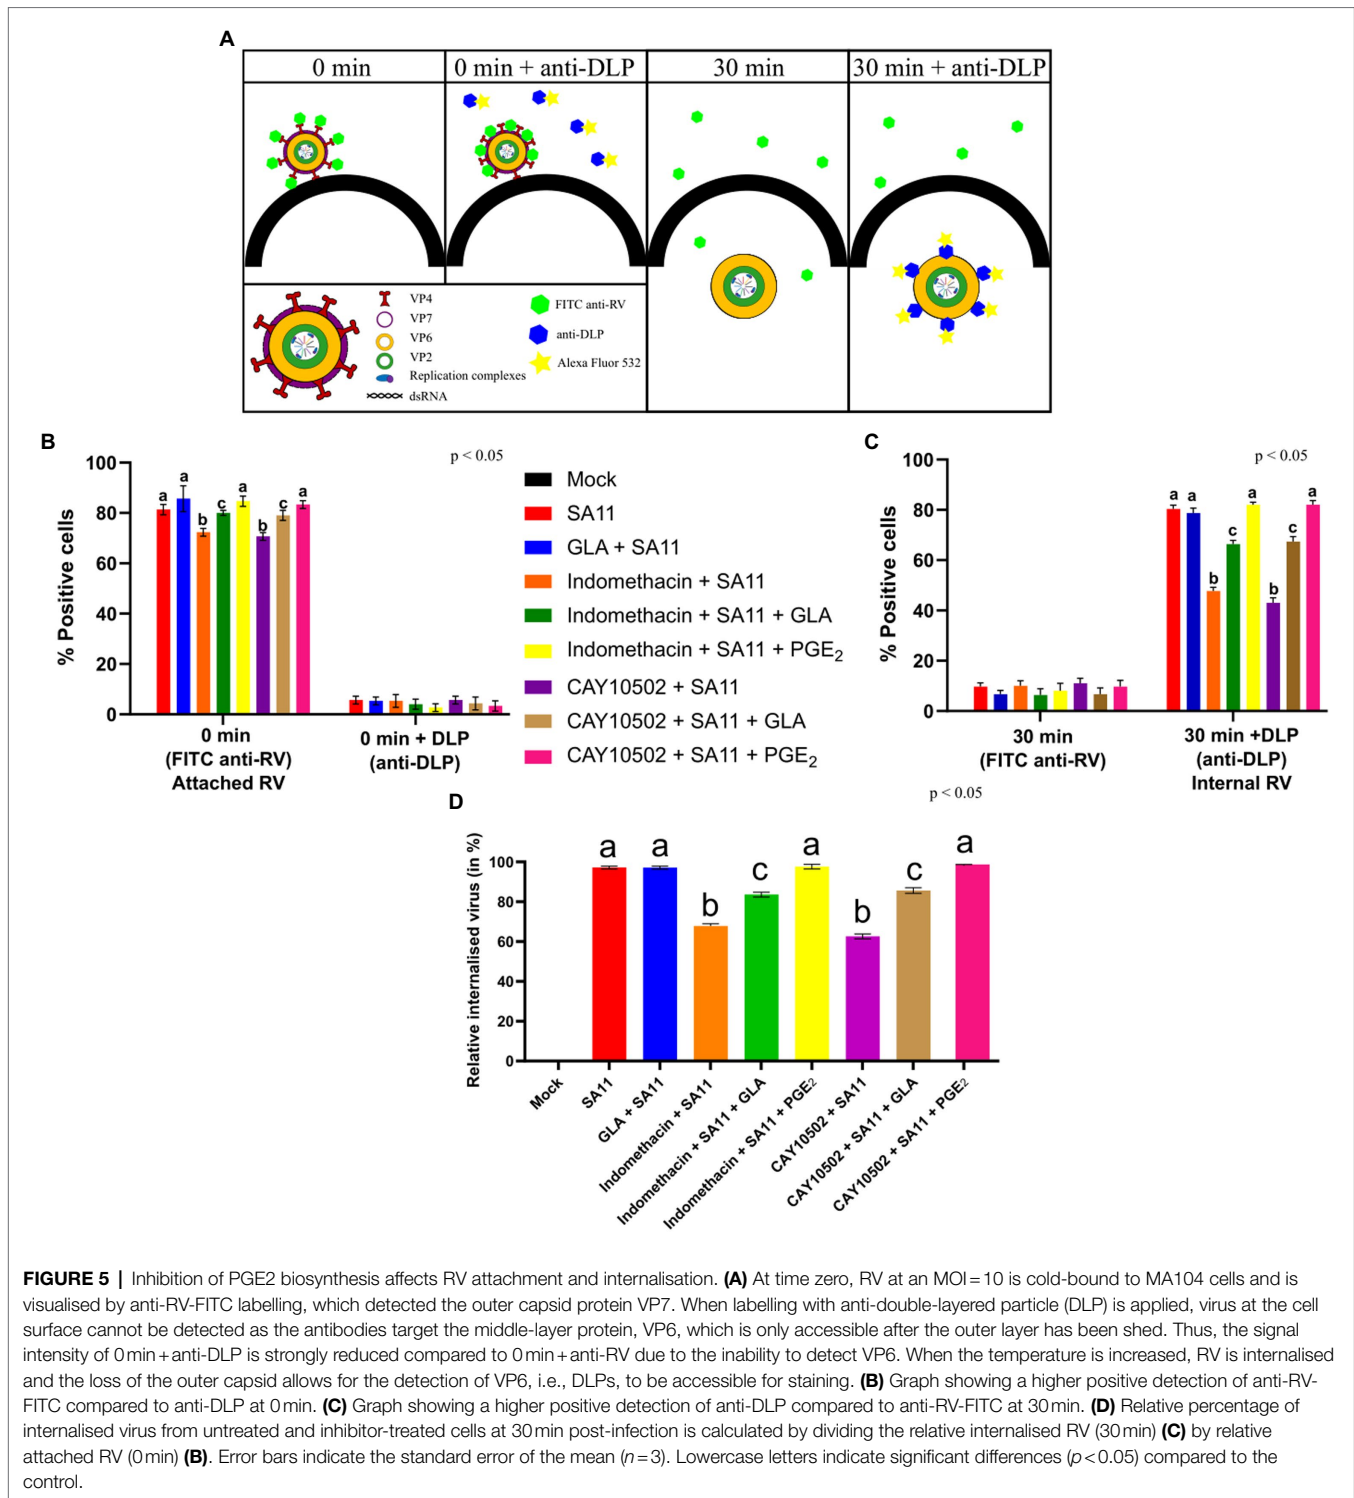 A
0 min
0 min + anti-DLP
30 min
30 min + anti-DLP
VP4
VP7
VP6
VP2
Replication complexes
dsRNA
FITC anti-RV
anti-DLP
Alexa Fluor 532
B
p < 0.05
% Positive cells
100
80
60
40
20
0
a
a
b
c
a
b
c
a
0 min
(FITC anti-RV)
Attached RV
0 min + DLP
(anti-DLP)
Mock
SA11
GLA + SA11
Indomethacin + SA11
Indomethacin + SA11 + GLA
Indomethacin + SA11 + PGE₂
CAY10502 + SA11
CAY10502 + SA11 + GLA
CAY10502 + SA11 + PGE₂
C
p < 0.05
% Positive cells
100
80
60
40
20
0
a
a
b
c
a
b
c
a
30 min
(FITC anti-RV)
30 min +DLP
(anti-DLP)
Internal RV
D
p < 0.05
Relative internalised virus (in %)
100
80
60
40
20
0
a
a
b
c
a
b
c
a
Mock
SA11
GLA + SA11
Indomethacin + SA11
Indomethacin + SA11 + GLA
Indomethacin + SA11 + PGE₂
CAY10502 + SA11
CAY10502 + SA11 + GLA
CAY10502 + SA11 + PGE₂
FIGURE 5 | Inhibition of PGE2 biosynthesis affects RV attachment and internalisation. (A) At time zero, RV at an MOI = 10 is cold-bound to MA104 cells and is
visualised by anti-RV-FITC labelling, which detected the outer capsid protein VP7. When labelling with anti-double-layered particle (DLP) is applied, virus at the cell
surface cannot be detected as the antibodies target the middle-layer protein, VP6, which is only accessible after the outer layer has been shed. Thus, the signal
intensity of 0 min + anti-DLP is strongly reduced compared to 0 min + anti-RV due to the inability to detect VP6. When the temperature is increased, RV is internalised
and the loss of the outer capsid allows for the detection of VP6, i.e., DLPs, to be accessible for staining. (B) Graph showing a higher positive detection of anti-RV-
FITC compared to anti-DLP at 0 min. (C) Graph showing a higher positive detection of anti-DLP compared to anti-RV-FITC at 30 min. (D) Relative percentage of
internalised virus from untreated and inhibitor-treated cells at 30 min post-infection is calculated by dividing the relative internalised RV (30 min) (C) by relative
attached RV (0 min) (B). Error bars indicate the standard error of the mean (n = 3). Lowercase letters indicate significant differences (p < 0.05) compared to the
control.